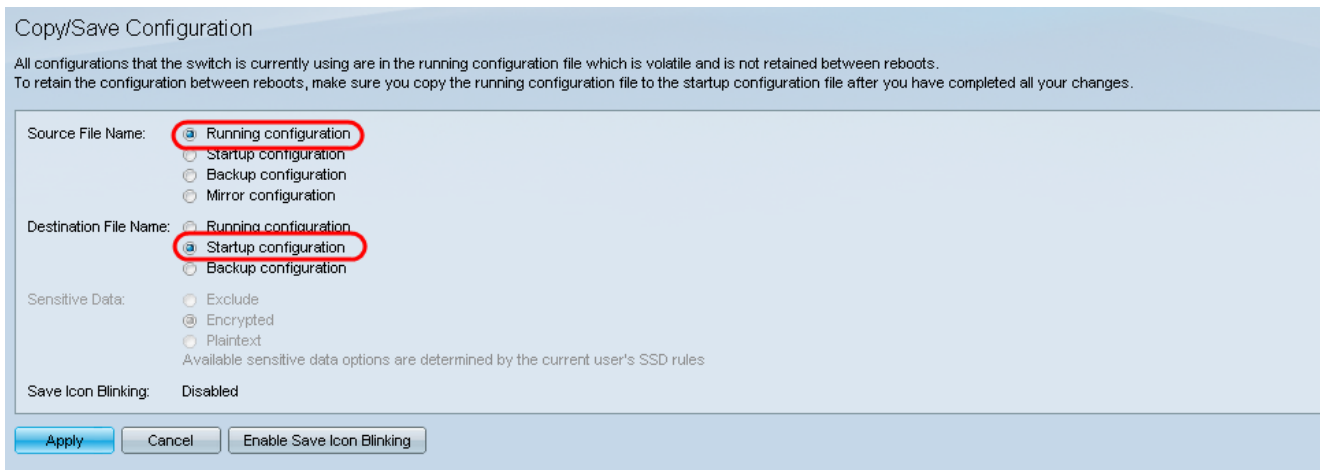 Copy/Save Configuration
All configurations that the switch is currently using are in the running configuration file which is volatile and is not retained between reboots.
To retain the configuration between reboots, make sure you copy the running configuration file to the startup configuration file after you have completed all your changes.
Source File Name: Running configuration
Startup configuration
Backup configuration
Mirror configuration
Destination File Name: Running configuration
Startup configuration
Backup configuration
Sensitive Data: Exclude
Encrypted
Plaintext
Available sensitive data options are determined by the current user's SSD rules
Save Icon Blinking: Disabled
Apply Cancel Enable Save Icon Blinking